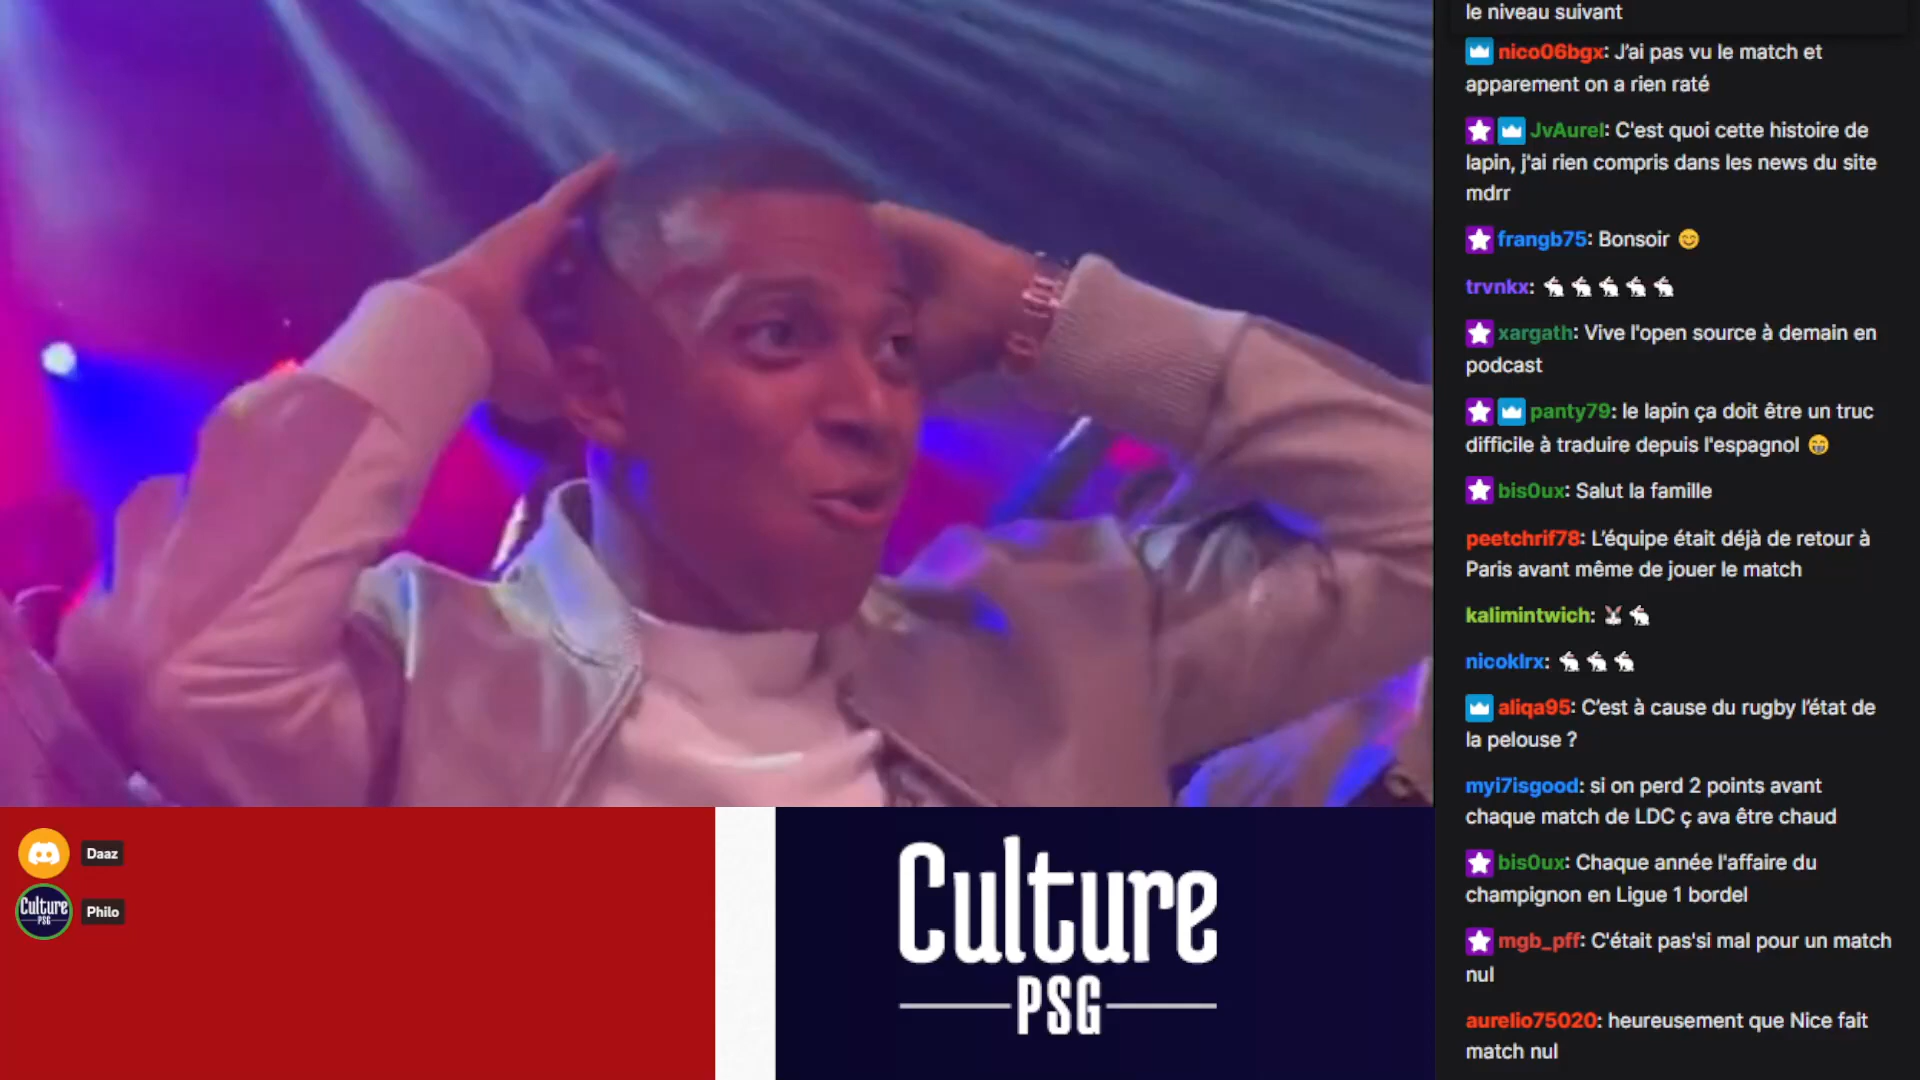 le niveau suivant
nico06bgx: J'ai pas vu le match et
apparement on a rien raté
JvAurel: C'est quoi cette histoire de
lapin, j'ai rien compris dans les news du site
mdrr
frangb75: Bonsoir 😊
trvnkx: 🐇 🐇 🐇 🐇 🐇
xargath: Vive l'open source à demain en
podcast
panty79: le lapin ça doit être un truc
difficile à traduire depuis l'espagnol 😁
bis0ux: Salut la famille
peetchrif78: L'équipe était déjà de retour à
Paris avant même de jouer le match
kalimintwich: 🐰 🐇
nicoklrx: 🐇 🐇 🐇
aliqa95: C'est à cause du rugby l'état de
la pelouse ?
myi7isgood: si on perd 2 points avant
chaque match de LDC ç ava être chaud
bis0ux: Chaque année l'affaire du
champignon en Ligue 1 bordel
mgb_pff: C'était pas'si mal pour un match
nul
aurelio75020: heureusement que Nice fait
match nul
Daaz
Culture
PSG
Philo
Culture
PSG